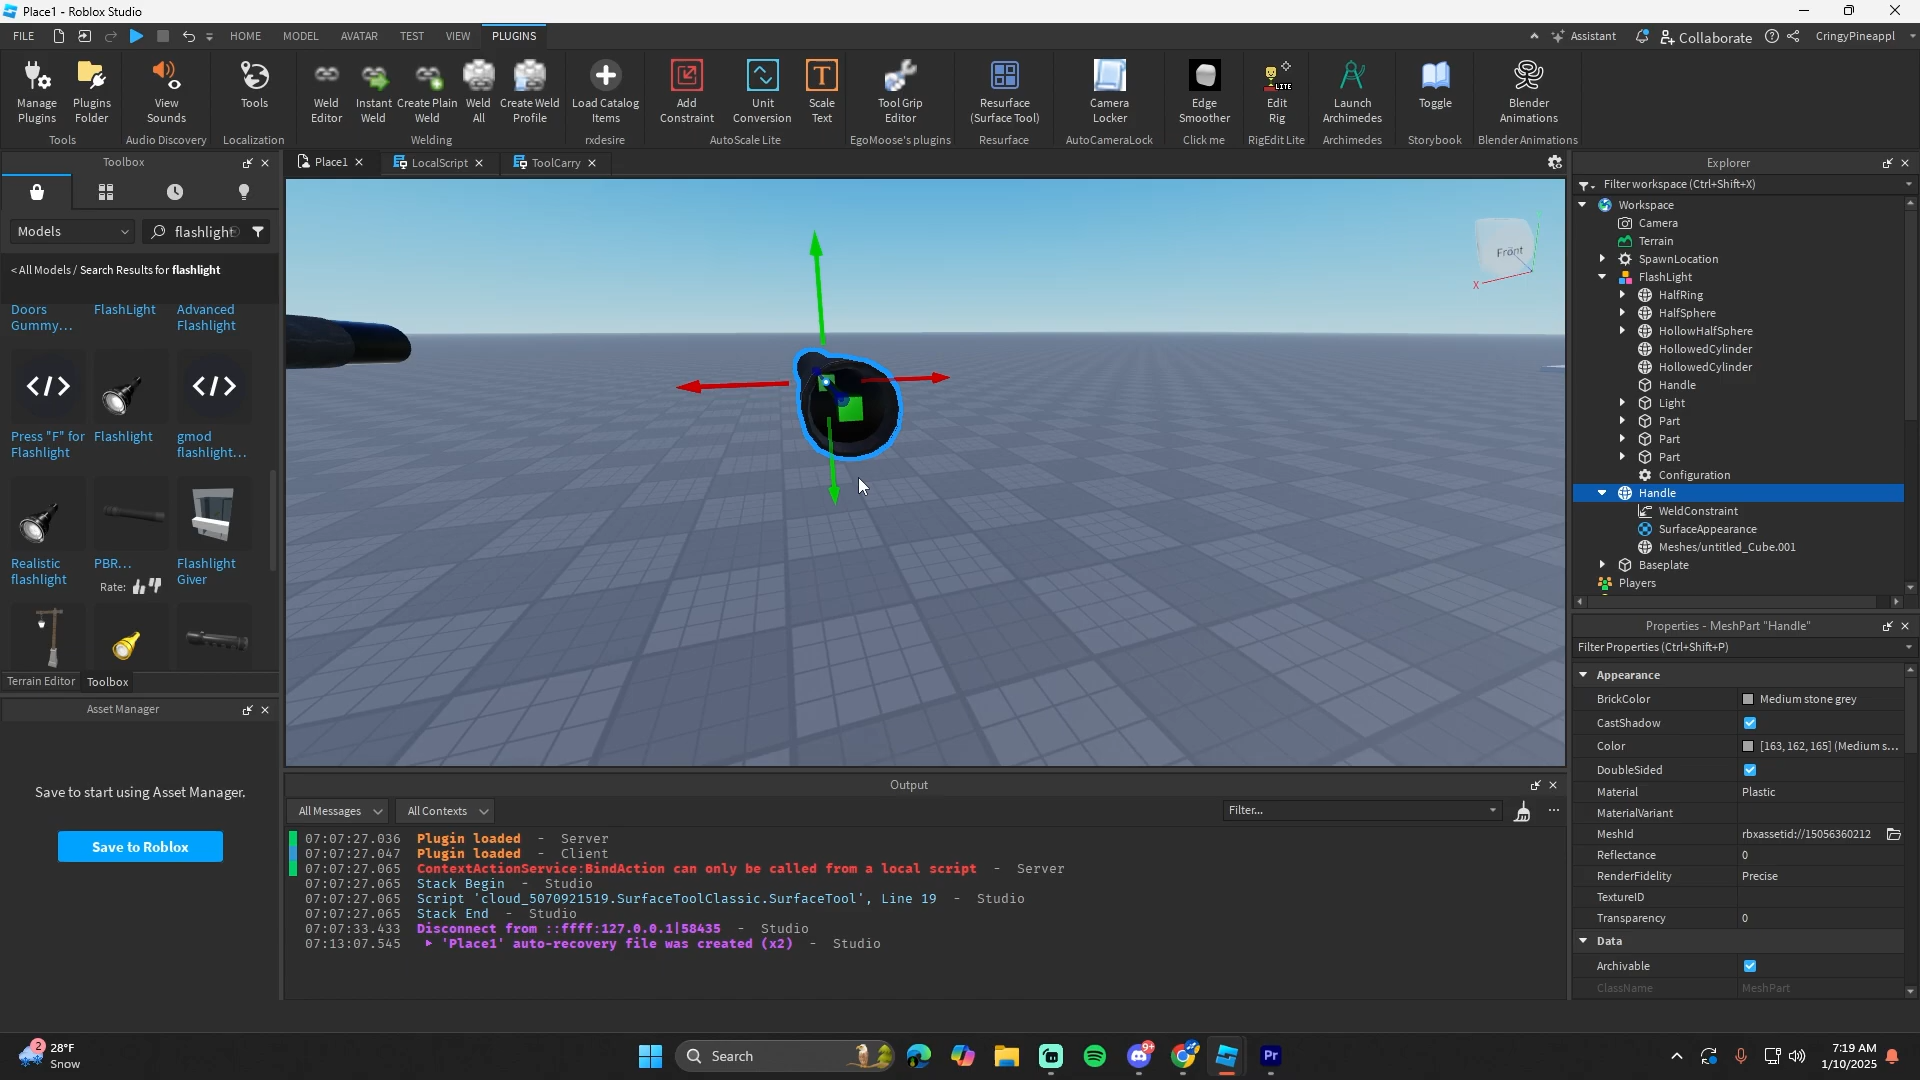 Place1 - Roblox Studio
FILE HOME MODEL AVATAR TEST VIEW PLUGINS Assistant Collaborate CringyPineappl
Manage Plugins
Plugins Folder
View Sounds
Tools
Weld Editor
Instant Weld
Create Plain Weld
Weld All
Create Weld Profile
Load Catalog Items
Add Constraint
Unit Conversion
Scale Text
Tool Grip Editor
Resurface (Surface Tool)
Camera Locker
Edge Smoother
LITE
Edit Rig
Launch Archimedes
Toggle
Blender Animations
Tools Audio Discovery Localization Welding rxdesire AutoScale Lite EgoMoose's plugins Resurface AutoCameraLock Click me RigEdit Lite Archimedes Storybook Blender Animations
Toolbox
Models flashlight
< All Models / Search Results for flashlight
Doors Gummy...
FlashLight
Advanced Flashlight
Press "F" for Flashlight
Flashlight
gmod flashlight...
Realistic flashlight
PBR...
Rate:
Flashlight Giver
Terrain Editor Toolbox
Asset Manager
Save to start using Asset Manager.
Save to Roblox
Place1 LocalScript ToolCarry
Front
X
Output
All Messages All Contexts Filter...
07:07:27.036 Plugin loaded - Server
07:07:27.047 Plugin loaded - Client
07:07:27.065 ContextActionService:BindAction can only be called from a local script - Server
07:07:27.065 Stack Begin - Studio
07:07:27.065 Script 'cloud_5070921519.SurfaceToolClassic.SurfaceTool', Line 19 - Studio
07:07:27.065 Stack End - Studio
07:07:33.433 Disconnect from ::ffff:127.0.0.1|58435 - Studio
07:13:07.545 'Place1' auto-recovery file was created (x2) - Studio
Explorer
Filter workspace (Ctrl+Shift+X)
Workspace
Camera
Terrain
SpawnLocation
FlashLight
HalfRing
HalfSphere
HollowHalfSphere
HollowedCylinder
HollowedCylinder
Handle
Light
Part
Part
Part
Configuration
Handle
WeldConstraint
SurfaceAppearance
Meshes/untitled_Cube.001
Baseplate
Players
Properties - MeshPart "Handle"
Filter Properties (Ctrl+Shift+P)
Appearance
BrickColor Medium stone grey
CastShadow
Color [163, 162, 165] (Medium s...
DoubleSided
Material Plastic
MaterialVariant
MeshId rbxassetid://15056360212
Reflectance 0
RenderFidelity Precise
TextureID
Transparency 0
Data
Archivable
ClassName MeshPart
2
28°F
Snow
Search
9+
7:19 AM
1/10/2025